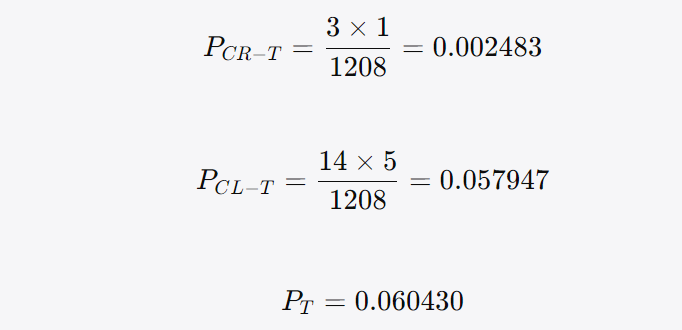 P_{CR-T} = \frac{3 \times 1}{1208} = 0.002483
P_{CL-T} = \frac{14 \times 5}{1208} = 0.057947
P_T = 0.060430